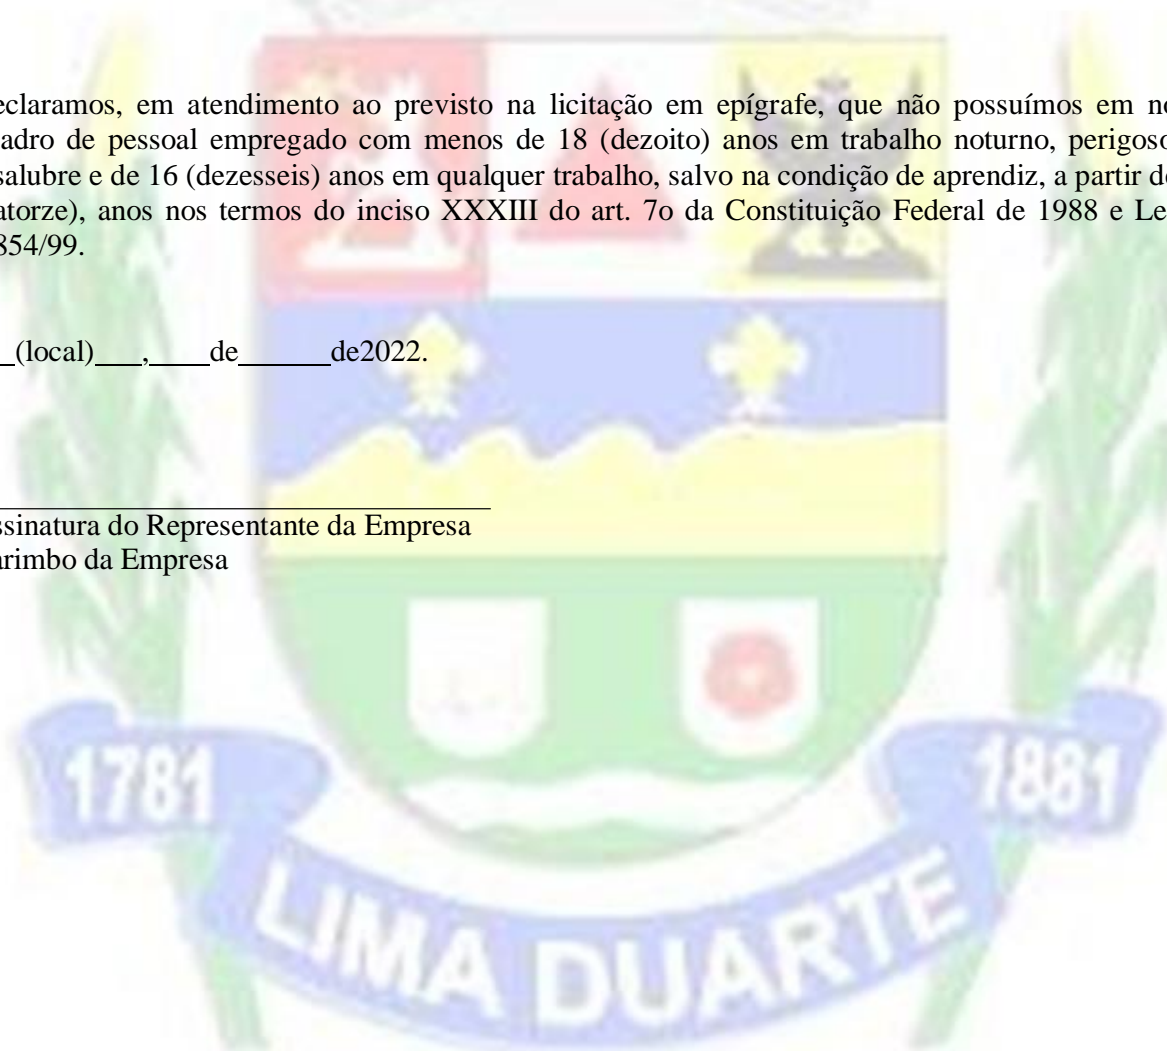 eclaramos, em atendimento ao previsto na licitação em epígrafe, que não possuímos em no
adro de pessoal empregado com menos de 18 (dezoito) anos em trabalho noturno, perigoso
salubre e de 16 (dezesseis) anos em qualquer trabalho, salvo na condição de aprendiz, a partir de
atorze), anos nos termos do inciso XXXIII do art. 7o da Constituição Federal de 1988 e Le
854/99.
__(local)___,____de______de2022.
ssinatura do Representante da Empresa
arimbo da Empresa
1781
1881
LIMA DUARTE